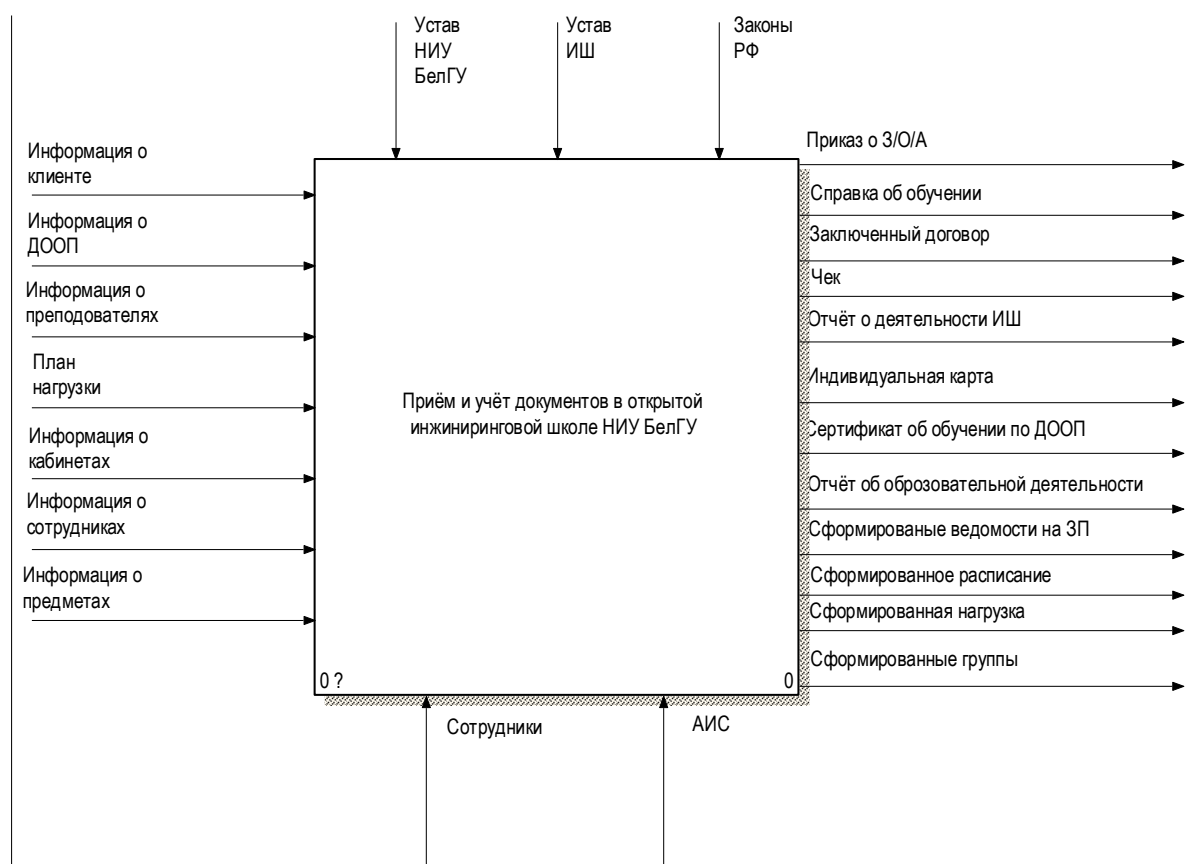 Устав
НИУ
БелГУ
Устав
ИШ
Законы
РФ
Информация о
клиенте
Информация о
ДООП
Информация о
преподователях
План
нагрузки
Информация о
кабинетах
Информация о
сотрудниках
Информация о
предметах
Приём и учёт документов в открытой
инжиниринговой школе НИУ БелГУ
0 ?
0
Приказ о З/О/А
Справка об обучении
Заключенный договор
Чек
Отчёт о деятельности ИШ
Индивидуальная карта
Сертификат об обучении по ДООП
Отчёт об оброзовательной деятельности
Сформированые ведомости на ЗП
Сформированное расписание
Сформированная нагрузка
Сформированные группы
Сотрудники
АИС